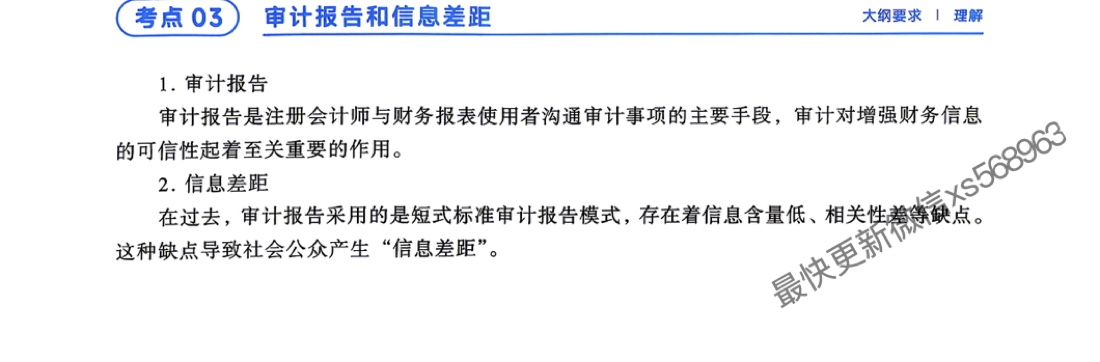 考点 03 审计报告和信息差距 大纲要求 | 理解
1. 审计报告
审计报告是注册会计师与财务报表使用者沟通审计事项的主要手段，审计对增强财务信息
的可信性起着至关重要的作用。
2. 信息差距
在过去，审计报告采用的是短式标准审计报告模式，存在着信息含量低、相关性差等缺点。
这种缺点导致社会公众产生“信息差距”。
最快更新微信xs568963